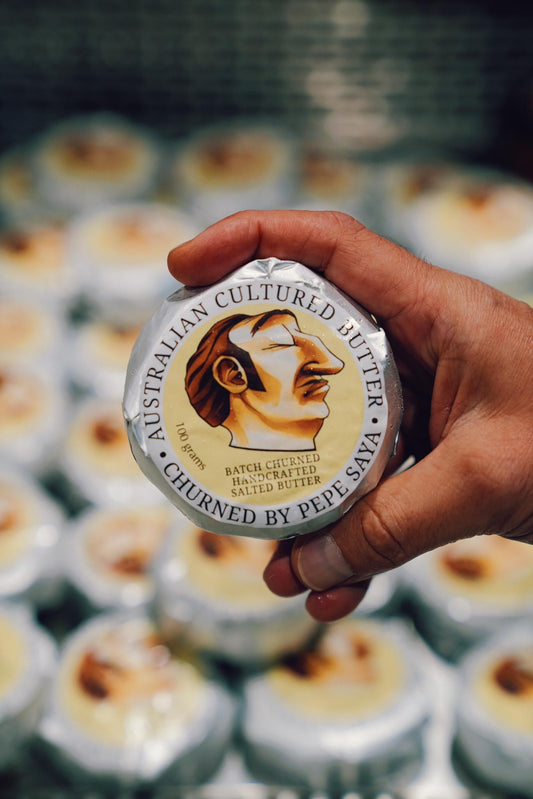 · AUSTRALIAN CULTURED BUTTER ·
100 grams
BATCH CHURNED
HANDCRAFTED
SALTED BUTTER
CHURNED BY PEPE SAYA